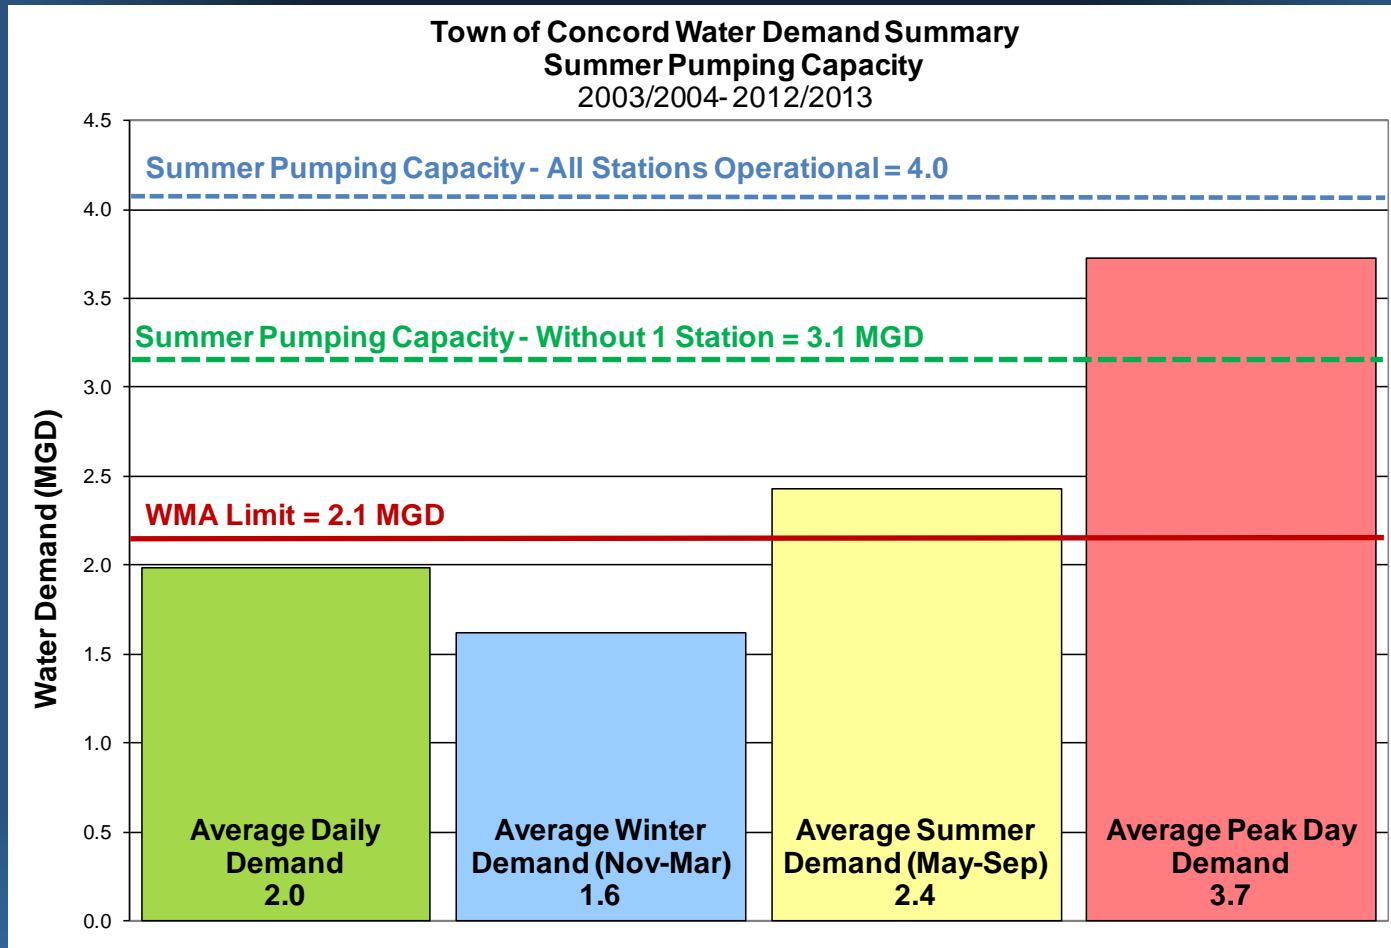 Town of Concord Water Demand Summary
Summer Pumping Capacity
2003/2004- 2012/2013
4.5
Summer Pumping Capacity - All Stations Operational = 4.0
4.0
3.5
Summer Pumping Capacity - Without 1 Station = 3.1 MGD
3.0
2.5
WMA Limit = 2.1 MGD
2.0
1.5
1.0
0.5
0.0
Water Demand (MGD)
Average Daily
Demand
2.0
Average Winter
Demand (Nov-Mar)
1.6
Average Summer
Demand (May-Sep)
2.4
Average Peak Day
Demand
3.7